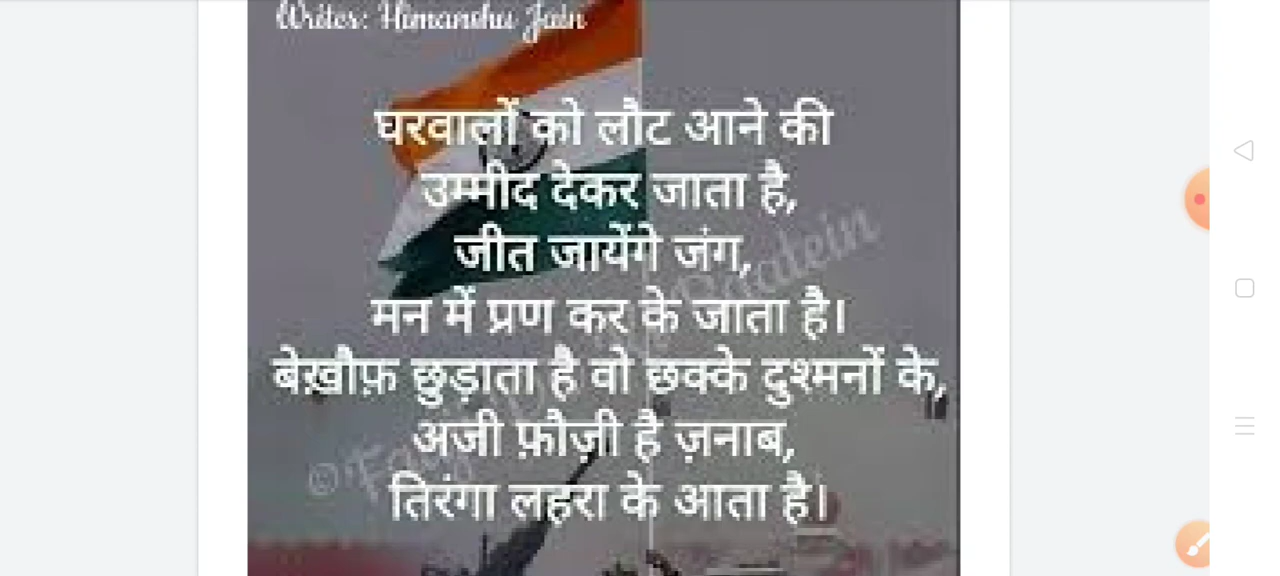 Writer: Himanshu Jain
घरवालों को लौट आने की
उम्मीद देकर जाता है,
जीत जायेंगे जंग,
मन में प्रण कर के जाता है।
बेख़ौफ़ छुड़ाता है वो छक्के दुश्मनों के,
अजी फ़ौज़ी है ज़नाब,
तिरंगा लहरा के आता है।